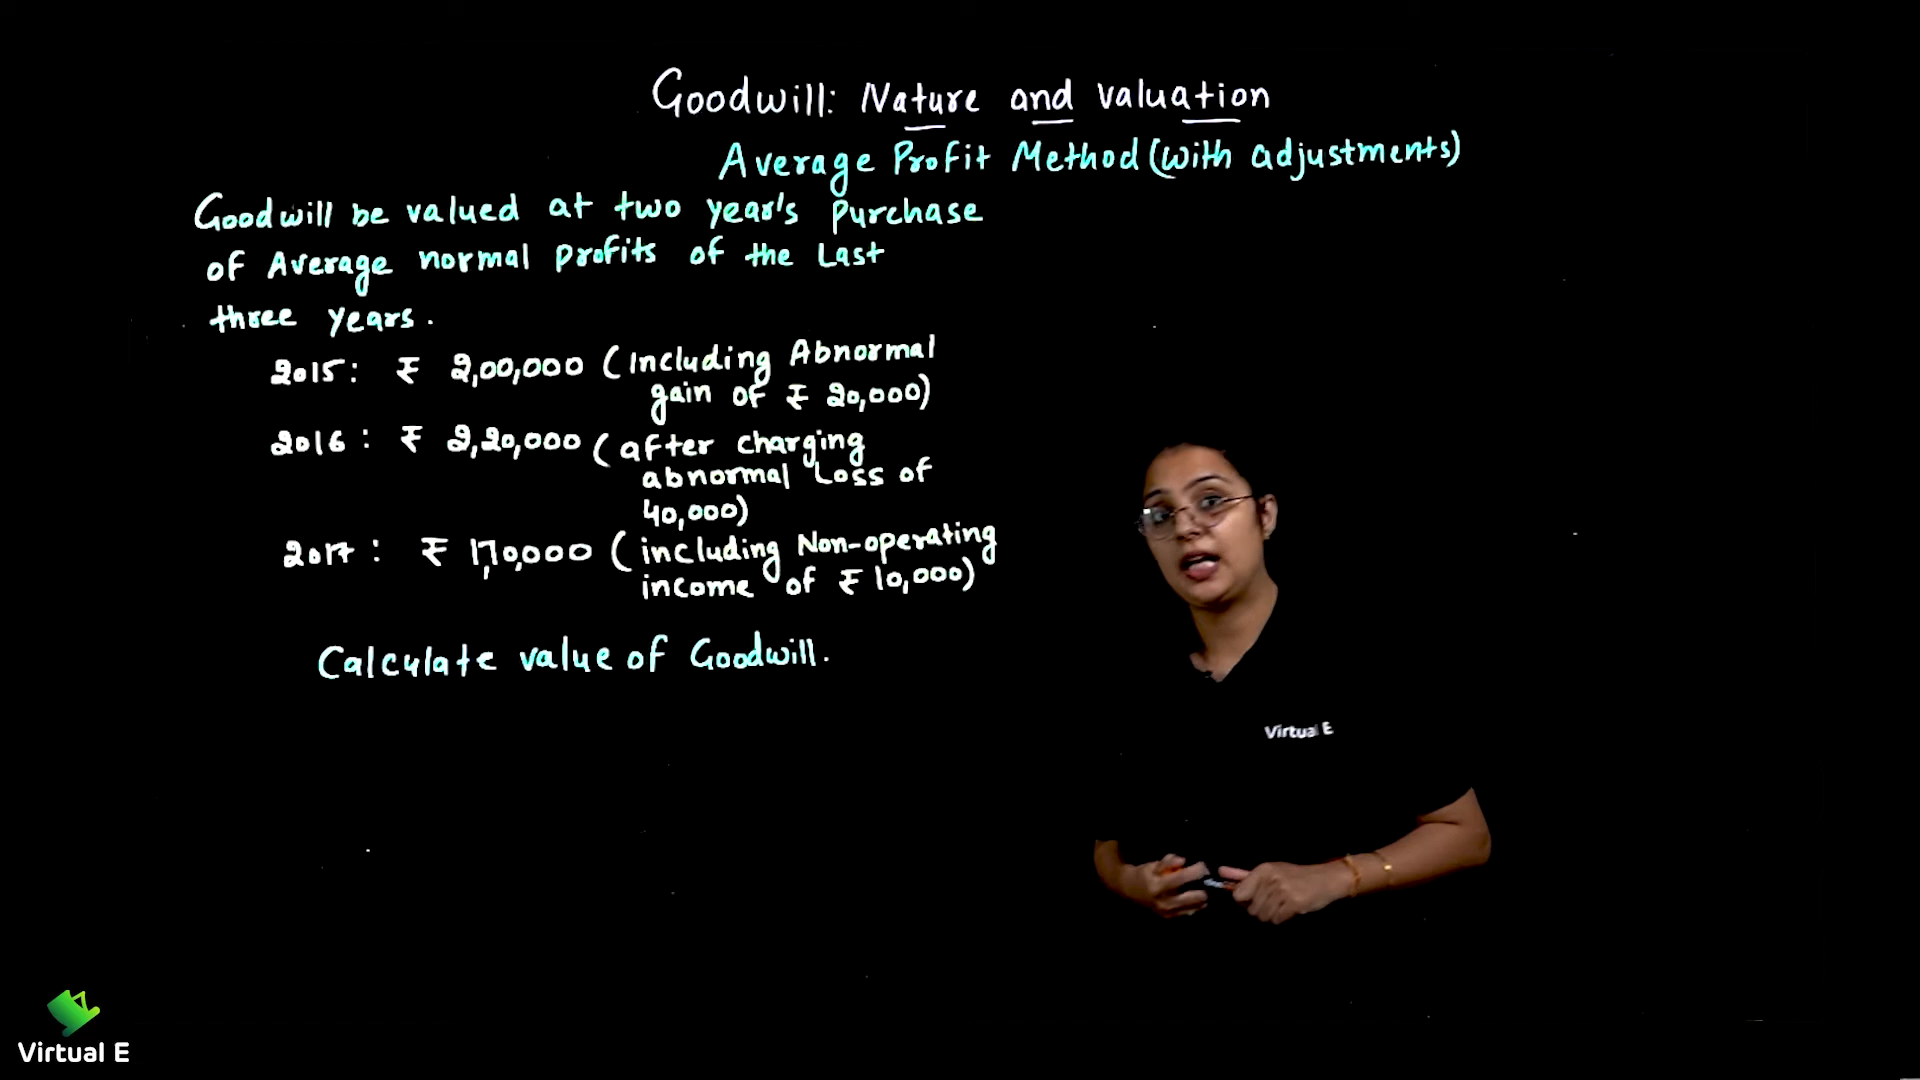 Goodwill: Nature and valuation
Average Profit Method (with adjustments)
Goodwill be valued at two year's purchase
of Average normal profits of the Last
three years.
2015: ₹ 2,00,000 (Including Abnormal
gain of ₹ 20,000)
2016: ₹ 2,20,000 (after charging
abnormal Loss of
40,000)
2017: ₹ 1,70,000 (including Non-operating
income of ₹ 10,000)
Calculate value of Goodwill.
Virtual E
Virtual E